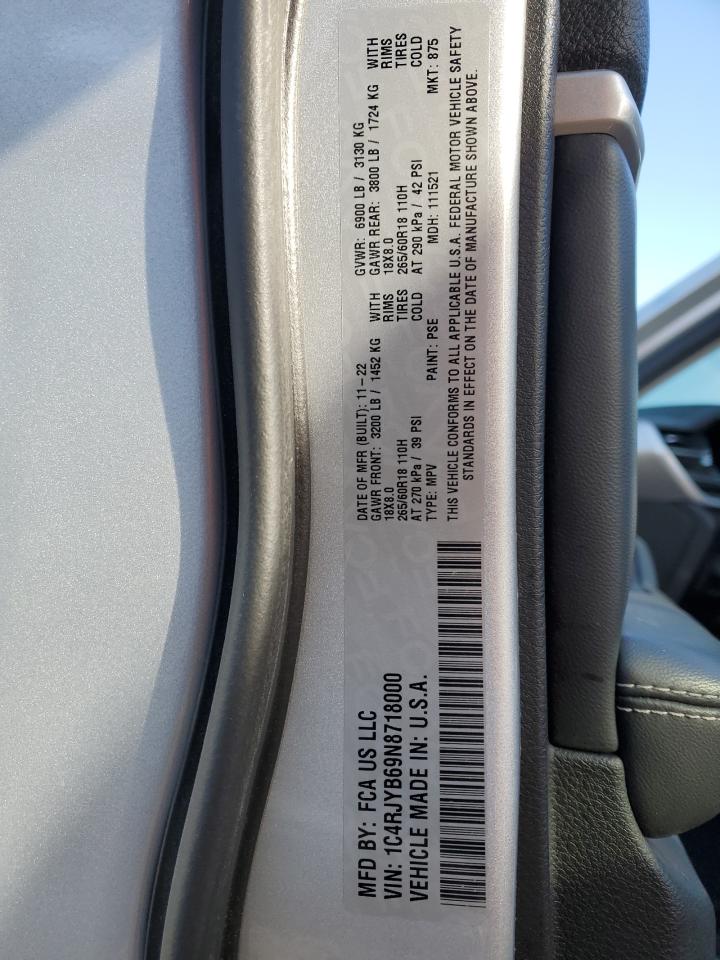 MFD BY: FCA US LLC
VIN: 1C4RJYB69N8718000
VEHICLE MADE IN: U.S.A.
DATE OF MFR (BUILT): 11-22
GVWR: 6900 LB / 3130 KG
GAWR FRONT: 3200 LB / 1452 KG WITH
GAWR REAR: 3800 LB / 1724 KG WITH
18X8.0 RIMS
18X8.0 RIMS
265/60R18 110H TIRES
265/60R18 110H TIRES
AT 270 kPa / 39 PSI COLD
AT 290 kPa / 42 PSI COLD
TYPE: MPV PAINT: PSE MDH: 111521 MKT: 875
THIS VEHICLE CONFORMS TO ALL APPLICABLE U.S.A. FEDERAL MOTOR VEHICLE SAFETY
STANDARDS IN EFFECT ON THE DATE OF MANUFACTURE SHOWN ABOVE.